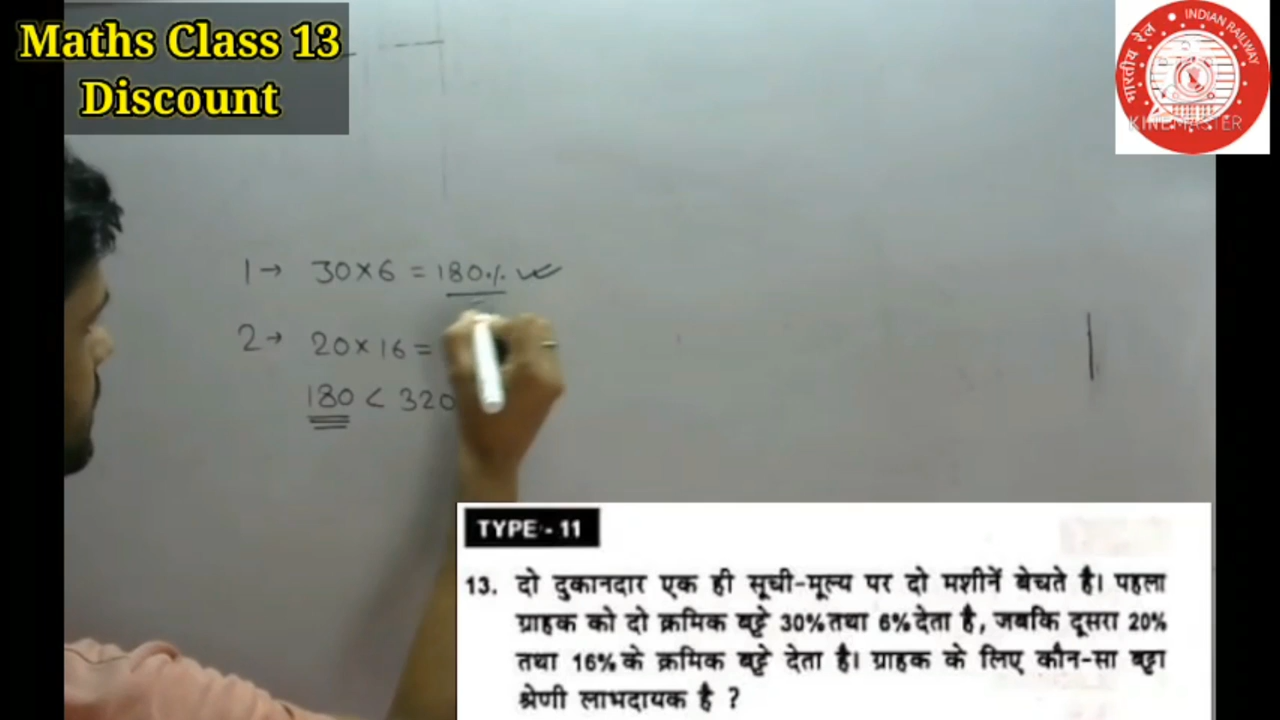 Maths Class 13
Discount
भारतीय रेल
INDIAN RAILWAY
KINEMASTER
1→ 30×6 = 180% ✓
2→ 20×16 =
180 < 320
TYPE - 11
13. दो दुकानदार एक ही सूची-मूल्य पर दो मशीनें बेचते है। पहला
ग्राहक को दो क्रमिक बट्टे 30% तथा 6% देता है, जबकि दूसरा 20%
तथा 16% के क्रमिक बट्टे देता है। ग्राहक के लिए कौन-सा बट्टा
श्रेणी लाभदायक है ?